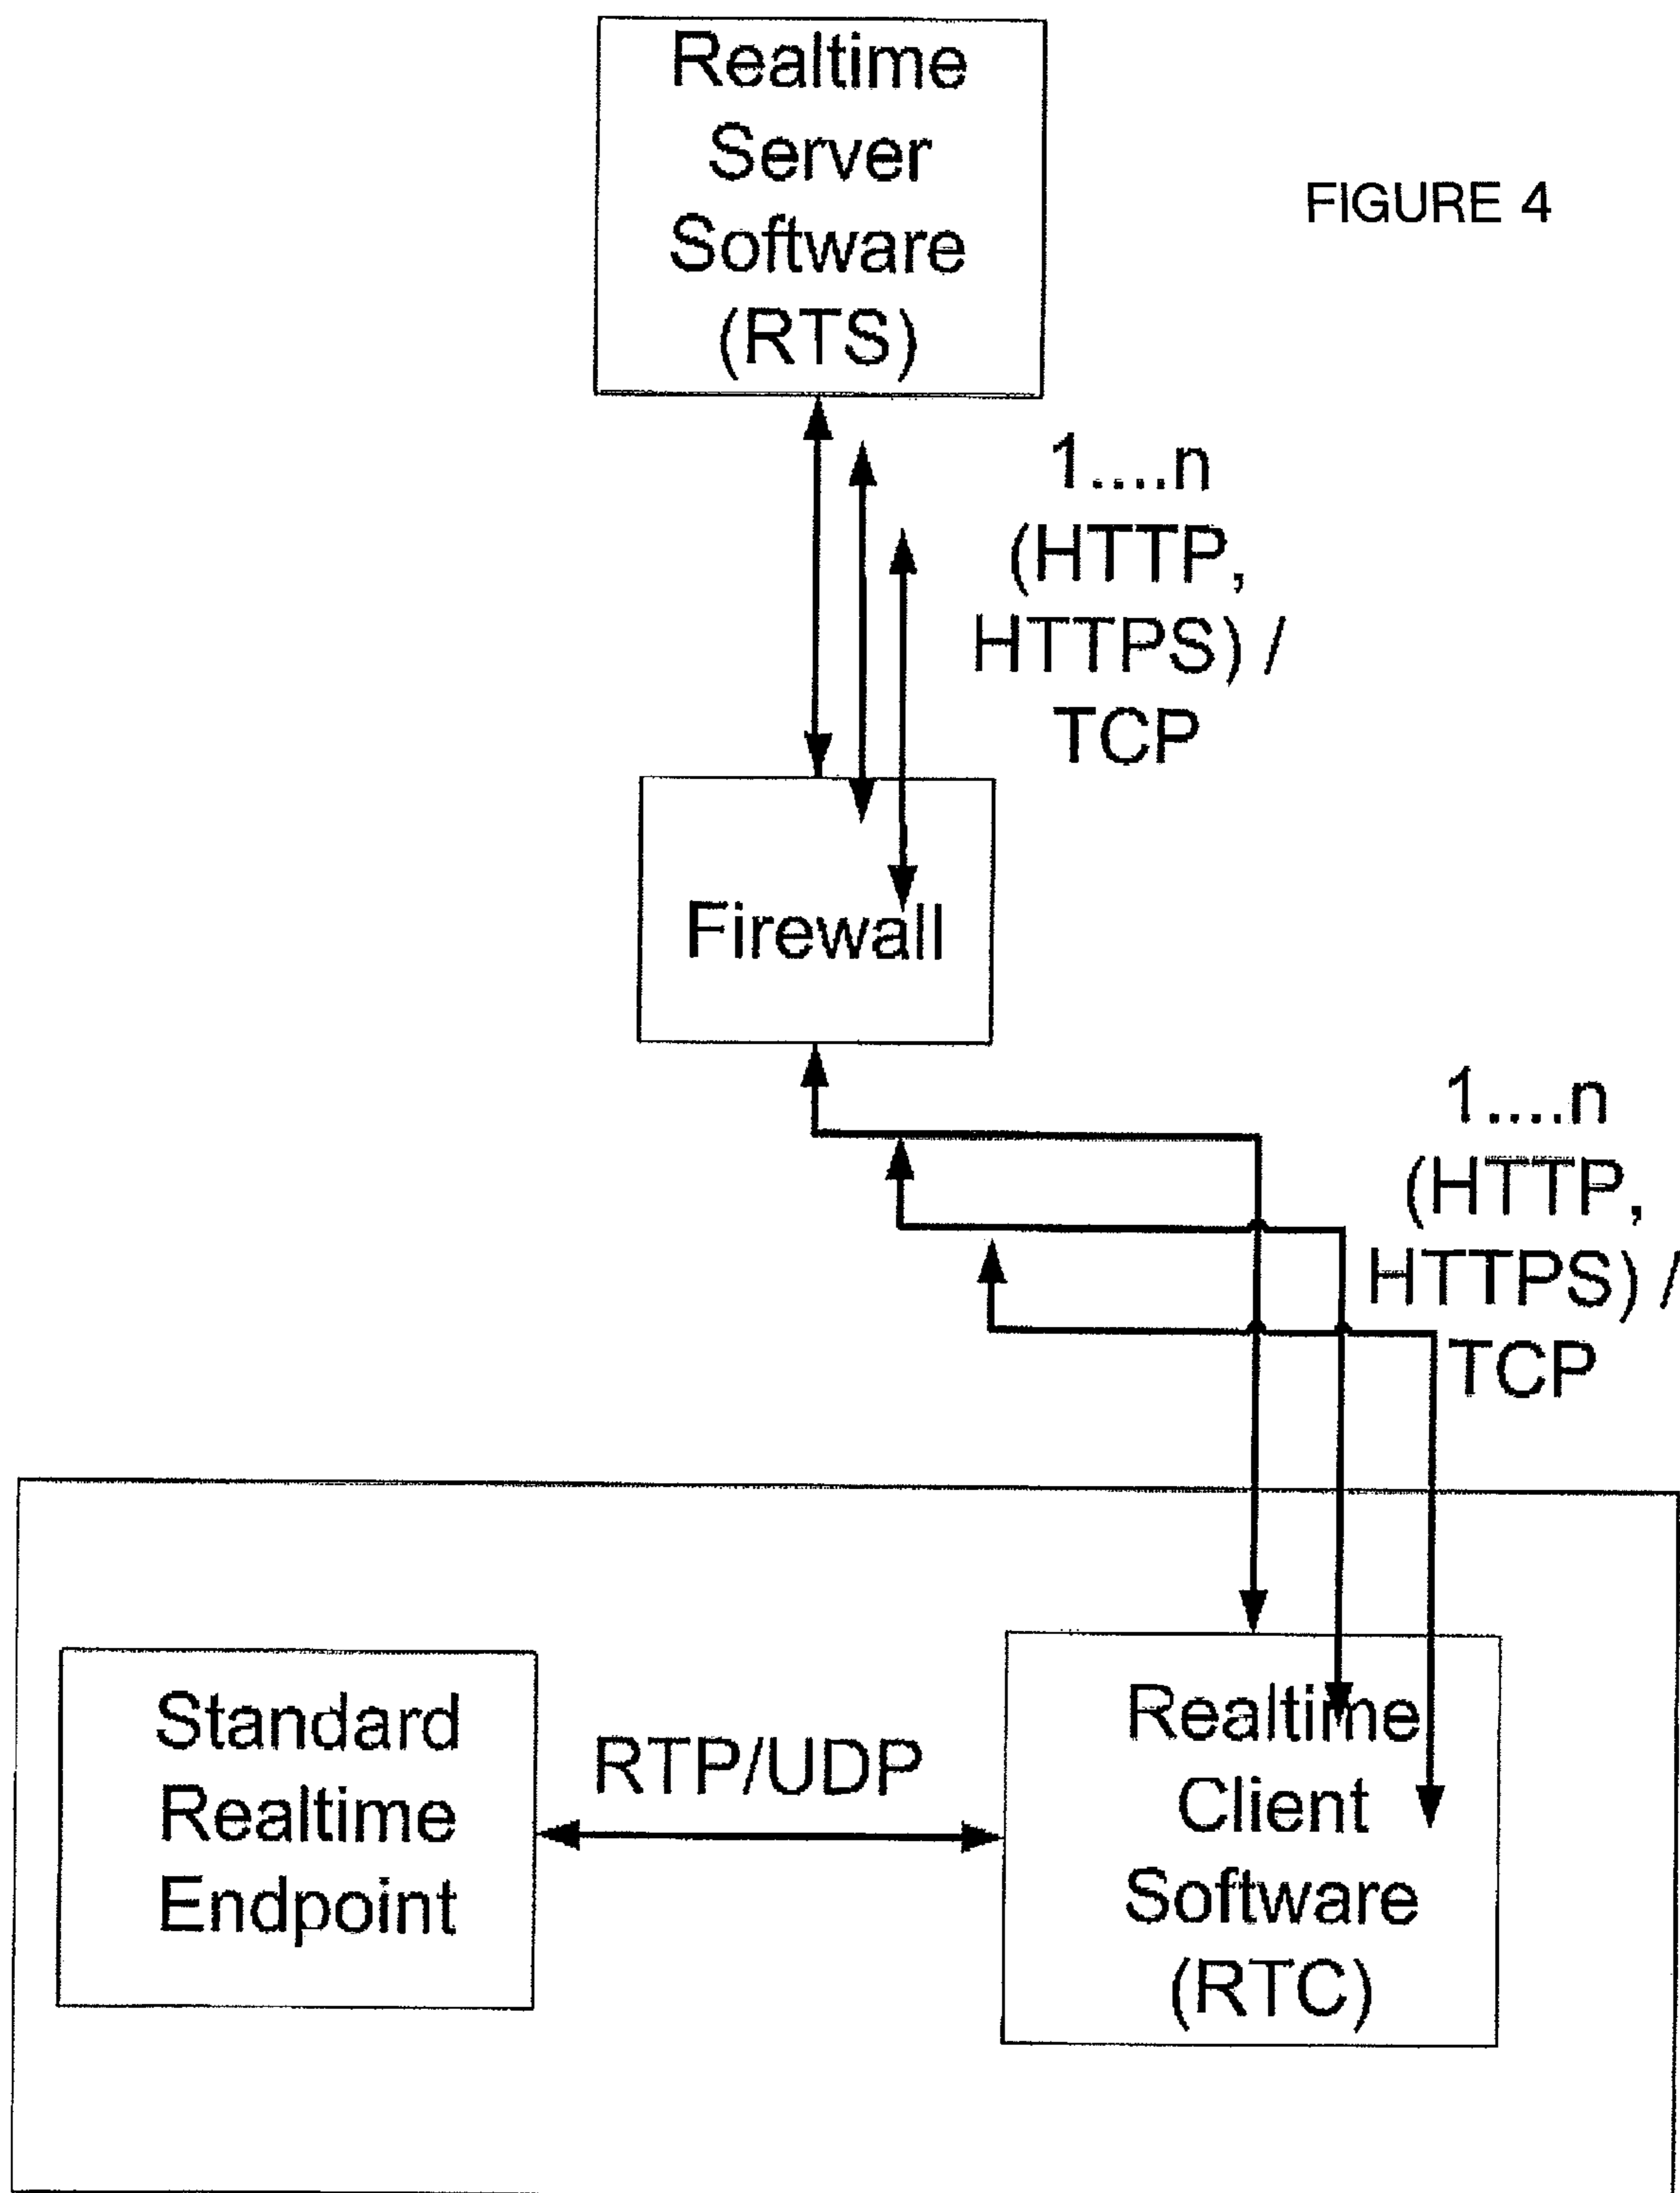 Realtime
Server
Software
(RTS)
FIGURE 4
1....n
(HTTP,
HTTPS) /
TCP
Firewall
1....n
(HTTP,
HTTPS) /
TCP
Standard
Realtime
Endpoint
RTP/UDP
Realtime
Client
Software
(RTC)